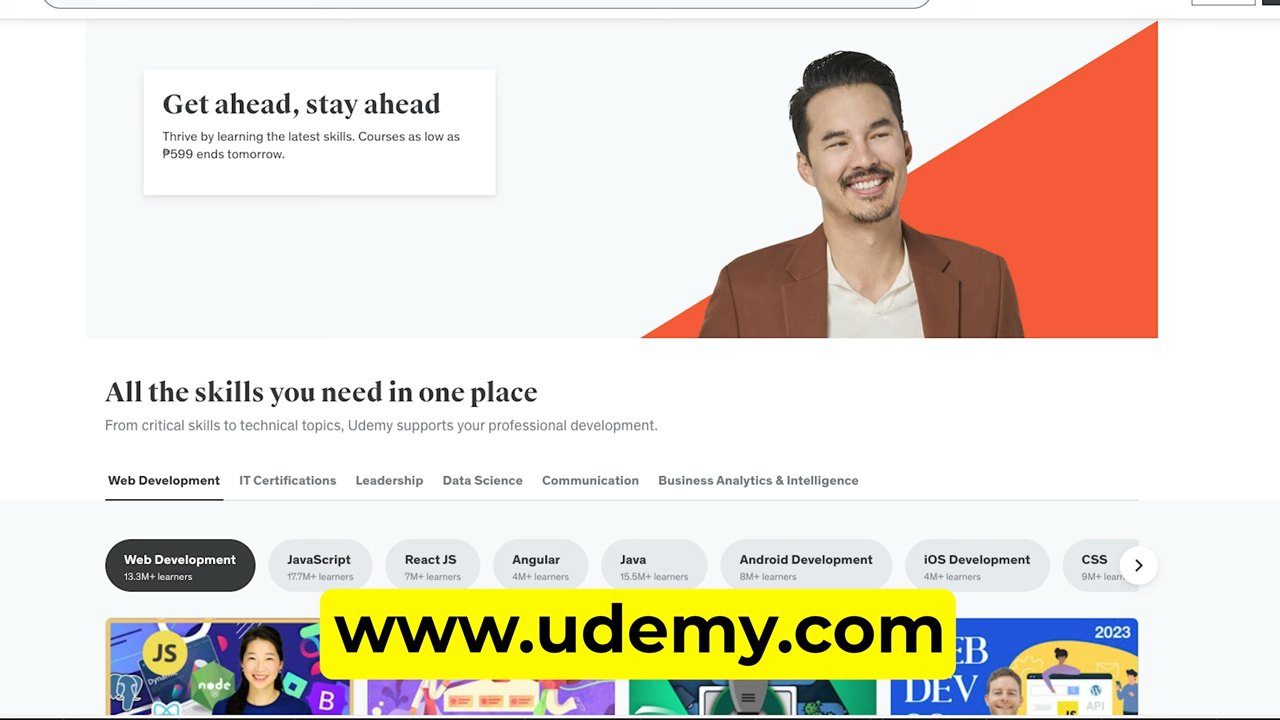 Get ahead, stay ahead
Thrive by learning the latest skills. Courses as low as
₱599 ends tomorrow.
All the skills you need in one place
From critical skills to technical topics, Udemy supports your professional development.
Web Development IT Certifications Leadership Data Science Communication Business Analytics & Intelligence
Web Development JavaScript React JS Angular Java Android Development iOS Development CSS
13.3M+ learners 17.7M+ learners 7M+ learners 4M+ learners 15.5M+ learners 8M+ learners 4M+ learners 9M+
www.udemy.com
JS
node
B
2023
DEV
JS
API